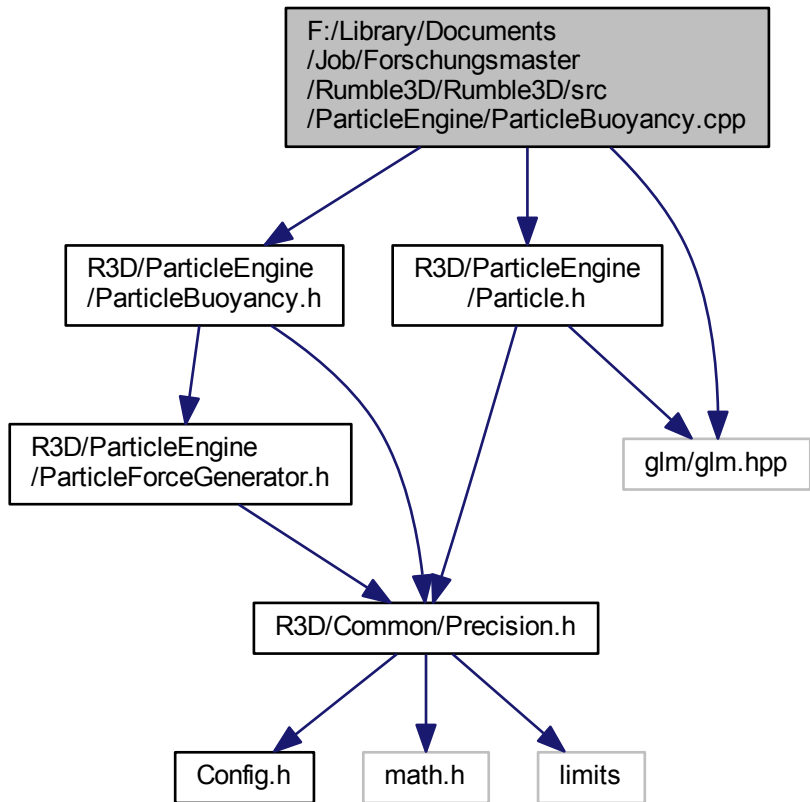 F:/Library/Documents
/Job/Forschungsmaster
/Rumble3D/Rumble3D/src
/ParticleEngine/ParticleBuoyancy.cpp
R3D/ParticleEngine
/ParticleBuoyancy.h
R3D/ParticleEngine
/Particle.h
R3D/ParticleEngine
/ParticleForceGenerator.h
glm/glm.hpp
R3D/Common/Precision.h
Config.h
math.h
limits